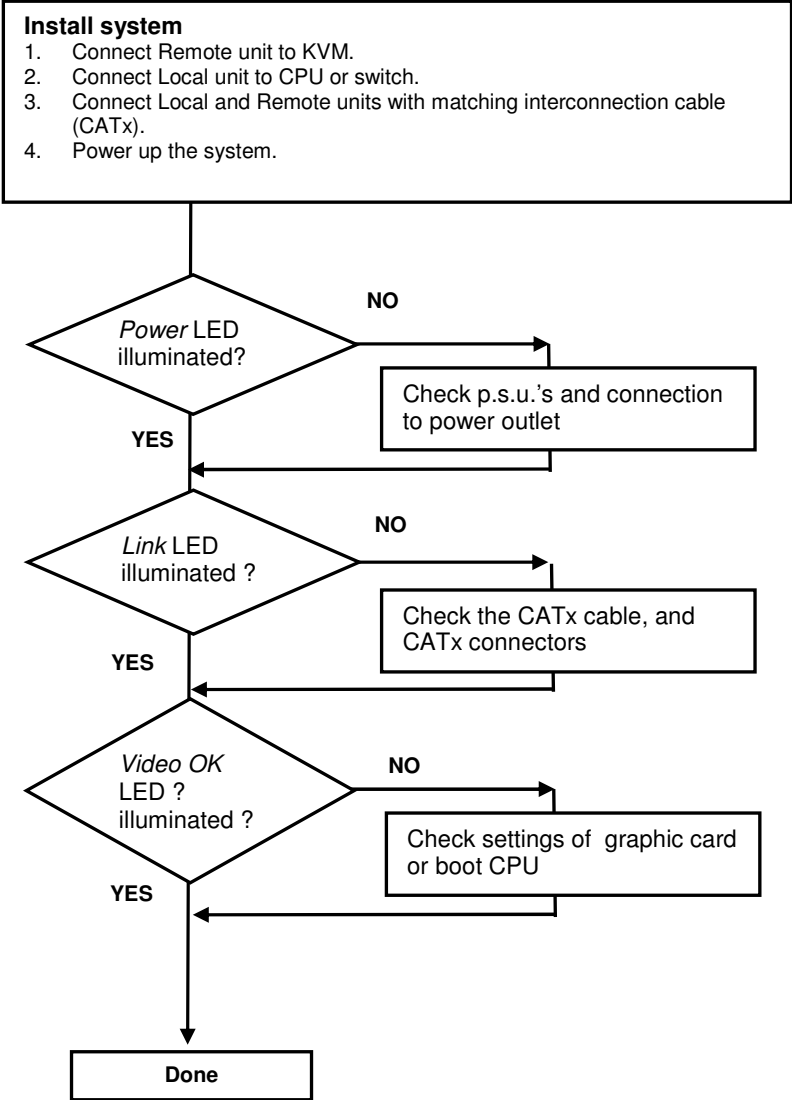 Install system
1. Connect Remote unit to KVM.
2. Connect Local unit to CPU or switch.
3. Connect Local and Remote units with matching interconnection cable
(CATx).
4. Power up the system.
NO
Power LED
illuminated?
Check p.s.u.'s and connection
to power outlet
YES
NO
Link LED
illuminated ?
Check the CATx cable, and
CATx connectors
YES
Video OK
LED ?
illuminated ?
NO
Check settings of  graphic card
or boot CPU
YES
Done